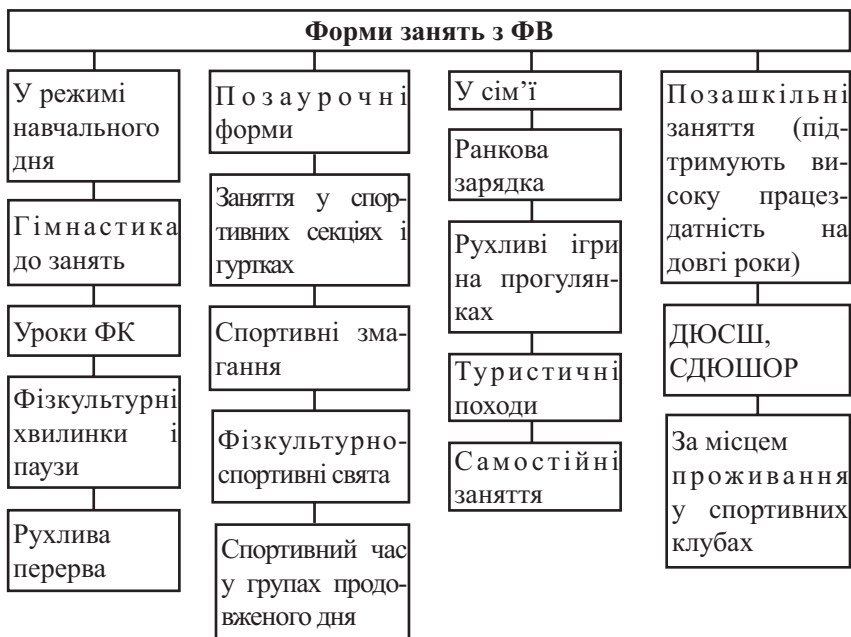 Форми занять з ФВ
У режимі
навчального
дня
Гімнастика
до занять
Уроки ФК
Фізкультурні
хвилинки і
паузи
Рухлива
перерва
Позаурочні
форми
Заняття у спор-
тивних секціях і
гуртках
Спортивні зма-
гання
Фізкультурно-
спортивні свята
Спортивний час
у групах продо-
вженого дня
У сім’ї
Ранкова
зарядка
Рухливі ігри
на прогулян-
ках
Туристичні
походи
Самостійні
заняття
Позашкільні
заняття (під-
тримують ви-
соку працез-
датність на
довгі роки)
ДЮСШ,
СДЮШОР
За місцем
проживання
у спортивних
клубах